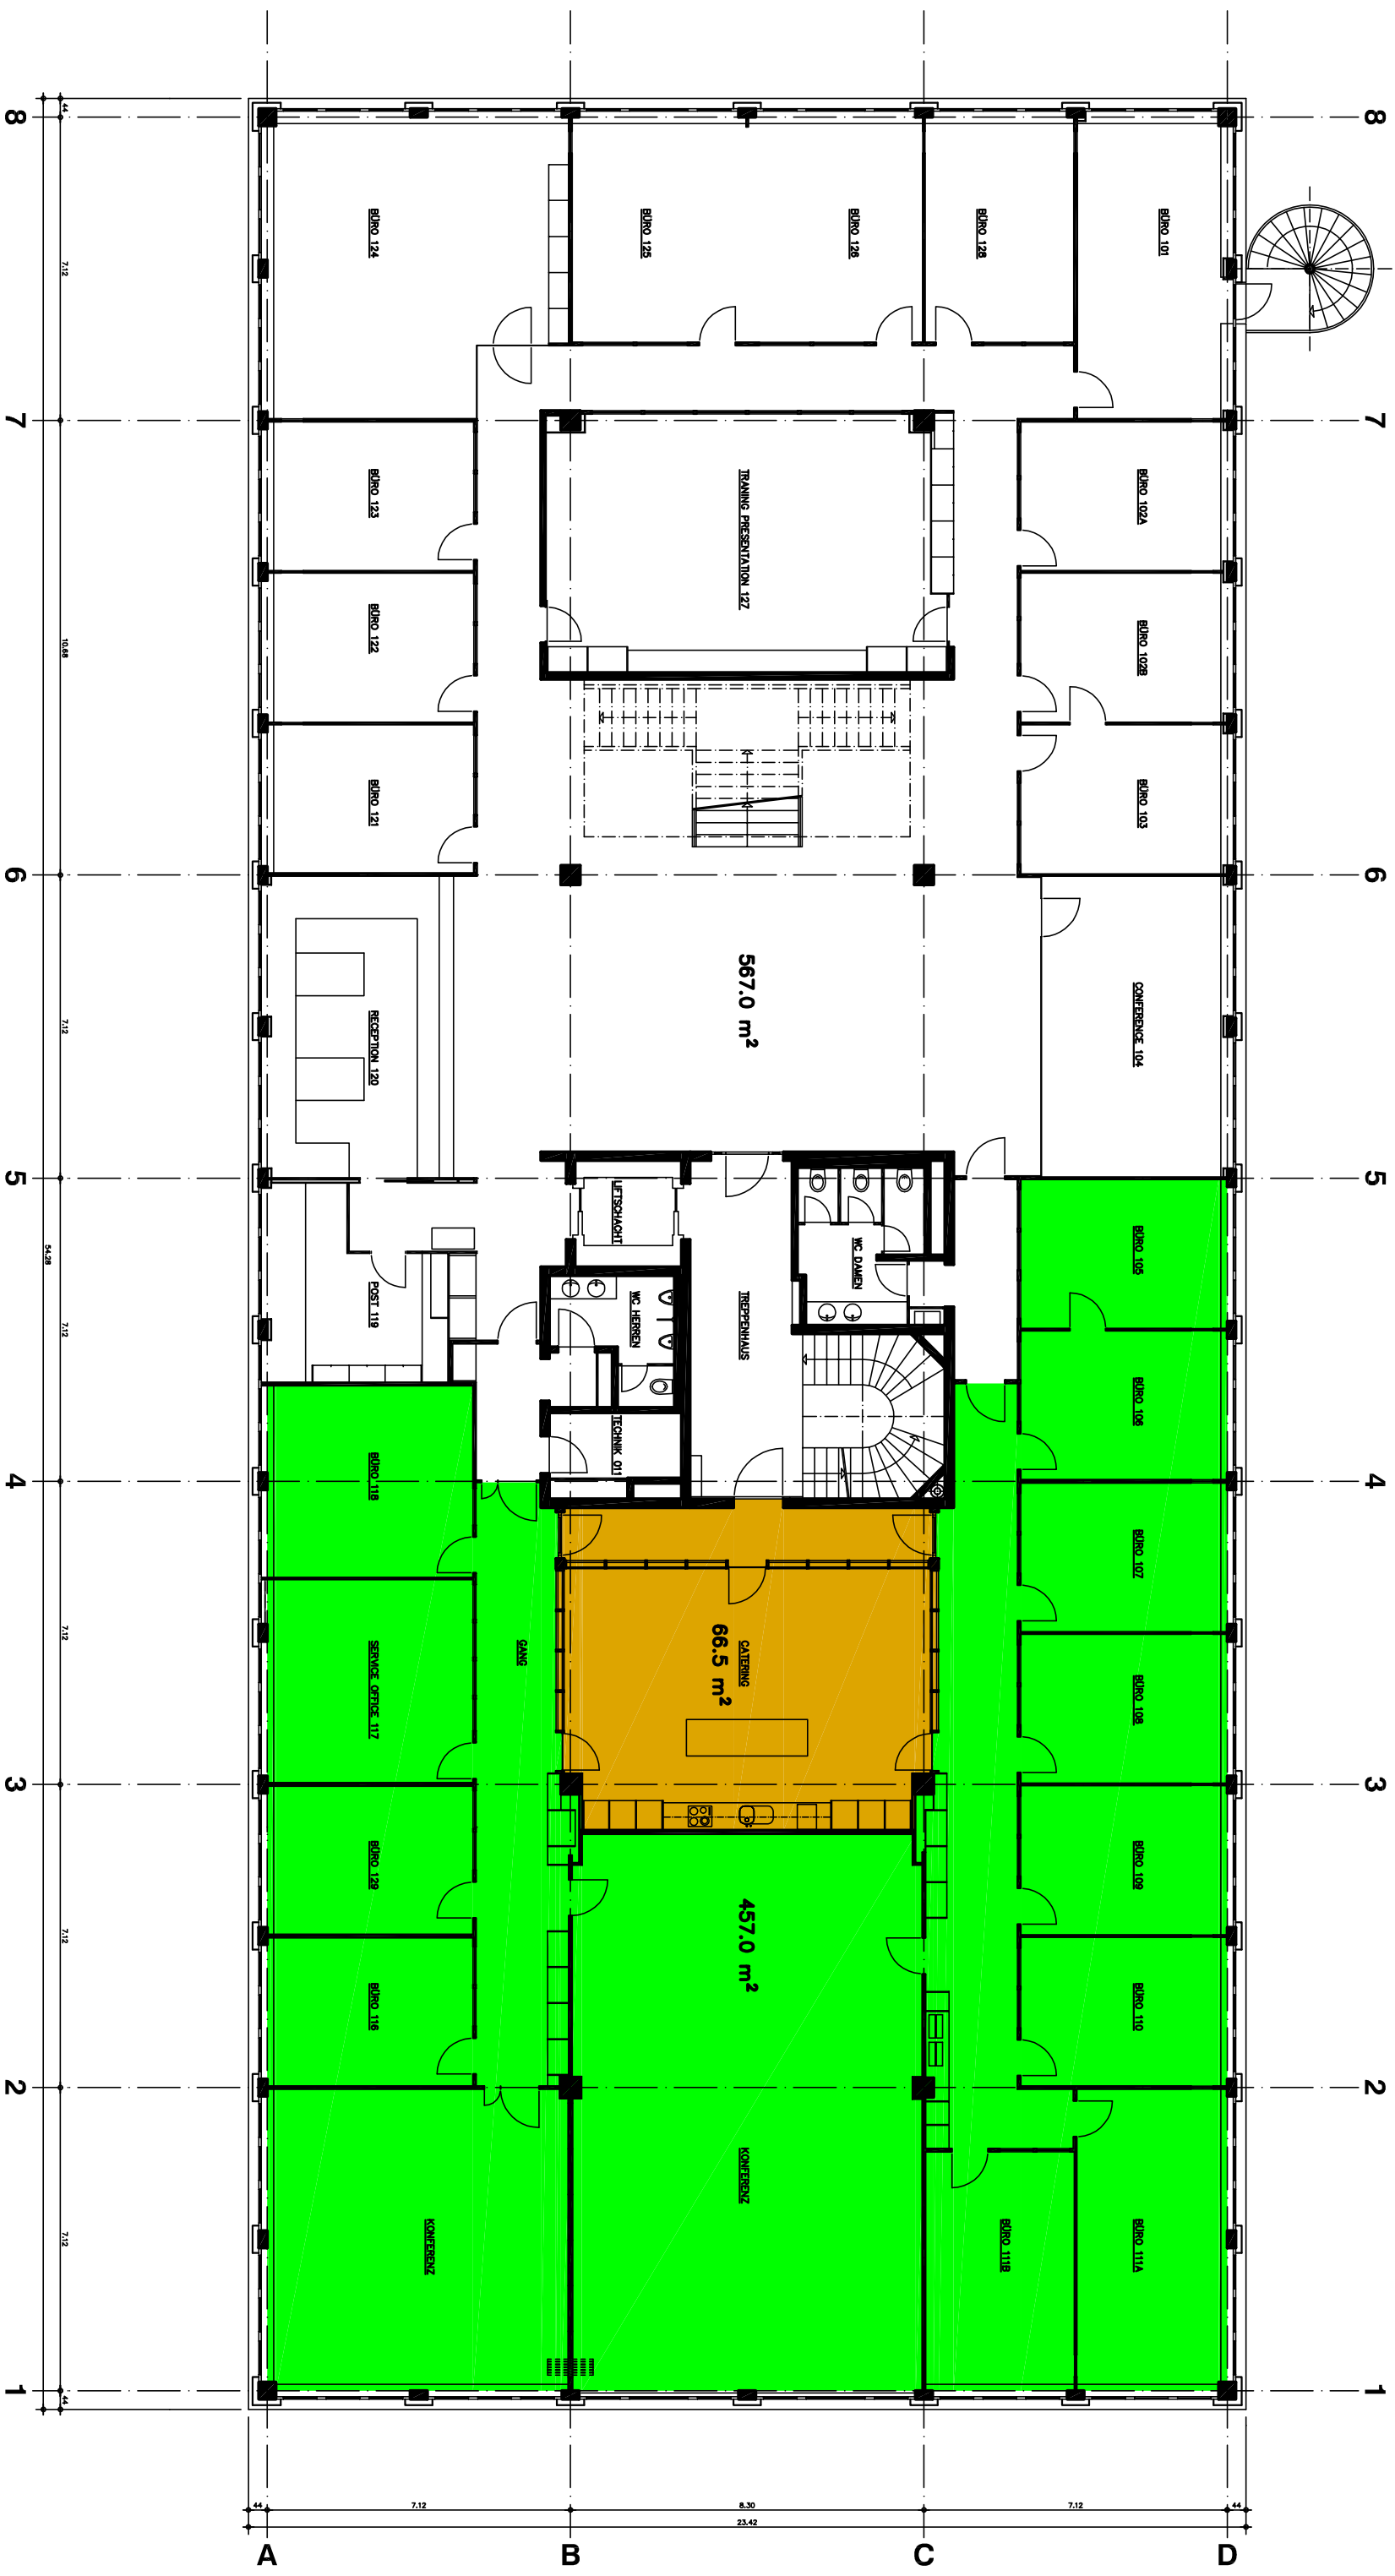 8
8
44
BÜRO 124
BÜRO 125
BÜRO 126
BÜRO 128
BÜRO 101
7.12
7
7
BÜRO 123
TRANING PRESENTATION 127
BÜRO 102A
BÜRO 122
BÜRO 102B
10.68
BÜRO 121
BÜRO 103
6
6
567.0 m²
RECEPTION 120
CONFERENCE 104
7.12
5
5
LIFTSCHACHT
WC DAMEN
BÜRO 105
54.28
POST 119
WC HERREN
TREPPENHAUS
7.12
BÜRO 106
TECHNIK 011
BÜRO 118
4
4
BÜRO 107
GANG
CATERING
66.5 m²
SERVICE OFFICE 117
7.12
BÜRO 108
3
3
BÜRO 129
BÜRO 109
457.0 m²
7.12
BÜRO 116
BÜRO 110
2
2
KONFERENZ
KONFERENZ
BÜRO 111B
BÜRO 111A
7.12
1
1
44
44
7.12
8.30
7.12
44
23.42
A
B
C
D